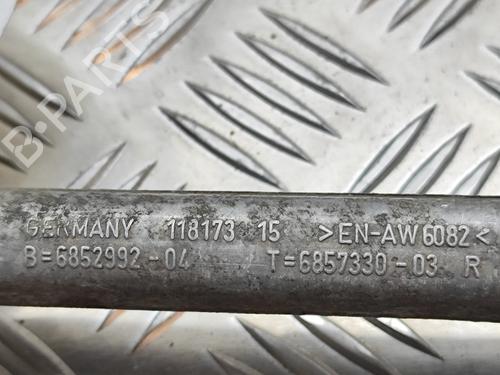 B-PARTS
GERMANY 118173 15 >EN-AW 6082<
B=6852992-04 T=6857330-03 R